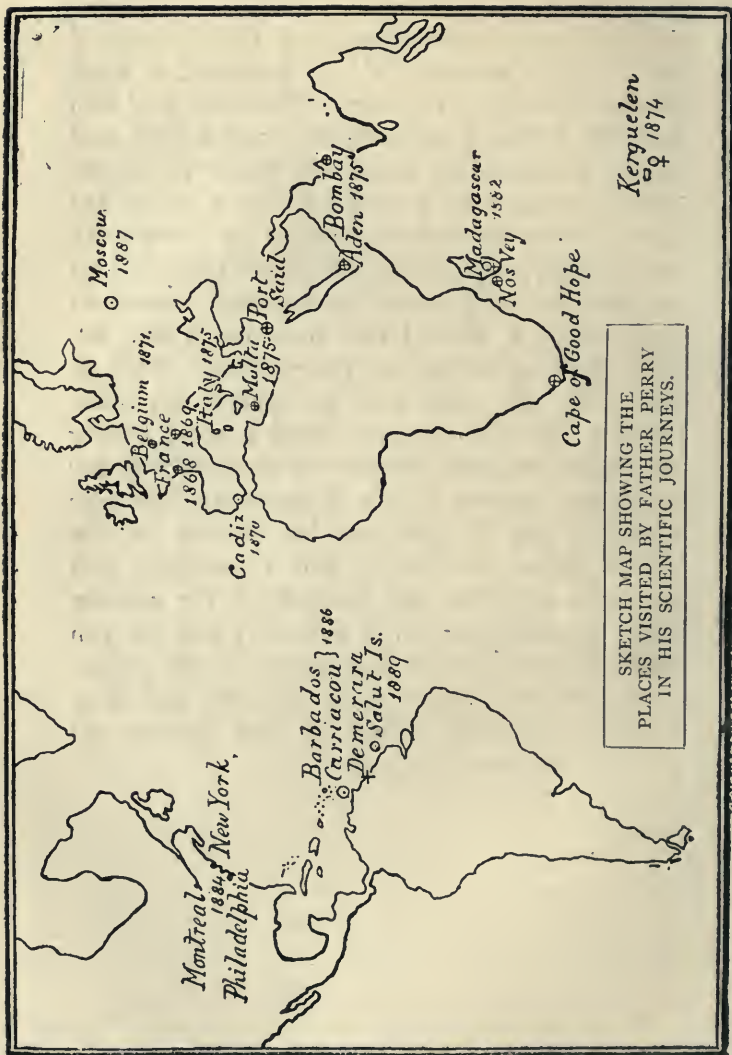 Montreal
1884
New York,
Philadelphia
Barbados
Carriacou } 1886
Demerara
Salut Is.
1889
Moscow.
1887
Belgium 1871.
France
1868 1869
Italy 1875
Cadiz
1870
Malta
1875
Port
Said
Bombay
Aden 1875
Madagascar
1882
Nos Vey
Kerguelen
1874
Cape of Good Hope
SKETCH MAP SHOWING THE
PLACES VISITED BY FATHER PERRY
IN HIS SCIENTIFIC JOURNEYS.